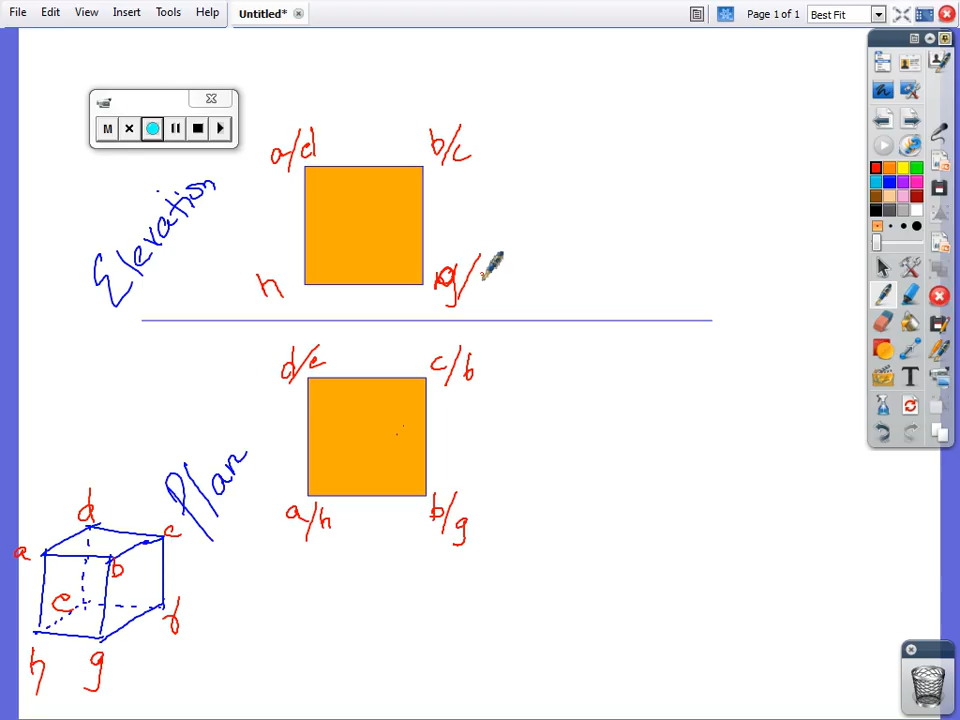 File Edit View Insert Tools Help Untitled* Page 1 of 1 Best Fit
M
a/d b/c
Elevation
h g/
d/e c/b
Plan
a/h b/g
d
a c
b
e
f
h g
T